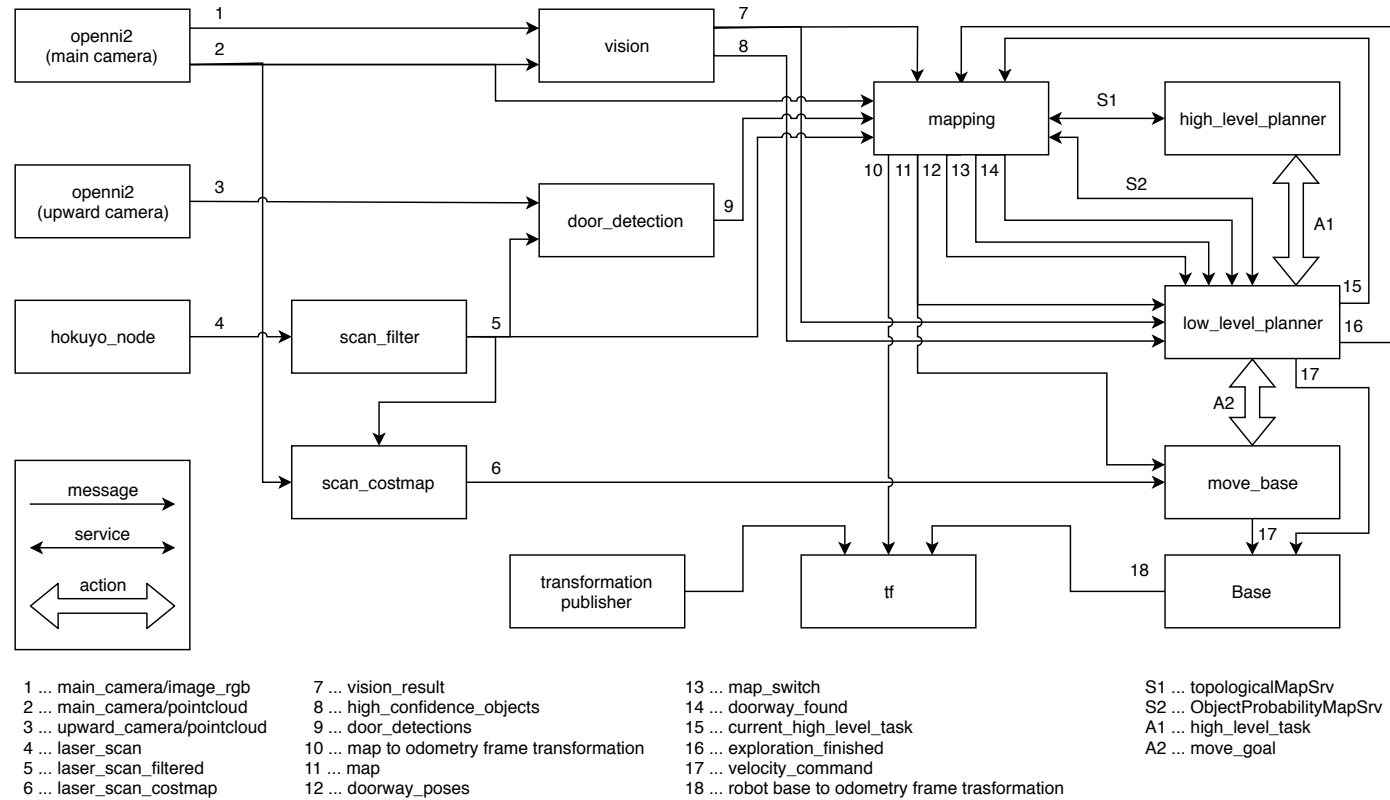 1
openni2
(main camera)
2
vision
7
8
mapping
S1
high_level_planner
openni2
(upward camera)
3
door_detection
9
10
11
12
13
14
S2
A1
hokuyo_node
4
scan_filter
5
low_level_planner
15
16
17
A2
scan_costmap
6
move_base
17
message
service
action
transformation
publisher
tf
18
Base
1 ... main_camera/image_rgb
2 ... main_camera/pointcloud
3 ... upward_camera/pointcloud
4 ... laser_scan
5 ... laser_scan_filtered
6 ... laser_scan_costmap
7 ... vision_result
8 ... high_confidence_objects
9 ... door_detections
10 ... map to odometry frame transformation
11 ... map
12 ... doorway_poses
13 ... map_switch
14 ... doorway_found
15 ... current_high_level_task
16 ... exploration_finished
17 ... velocity_command
18 ... robot base to odometry frame trasformation
S1 ... topologicalMapSrv
S2 ... ObjectProbabilityMapSrv
A1 ... high_level_task
A2 ... move_goal